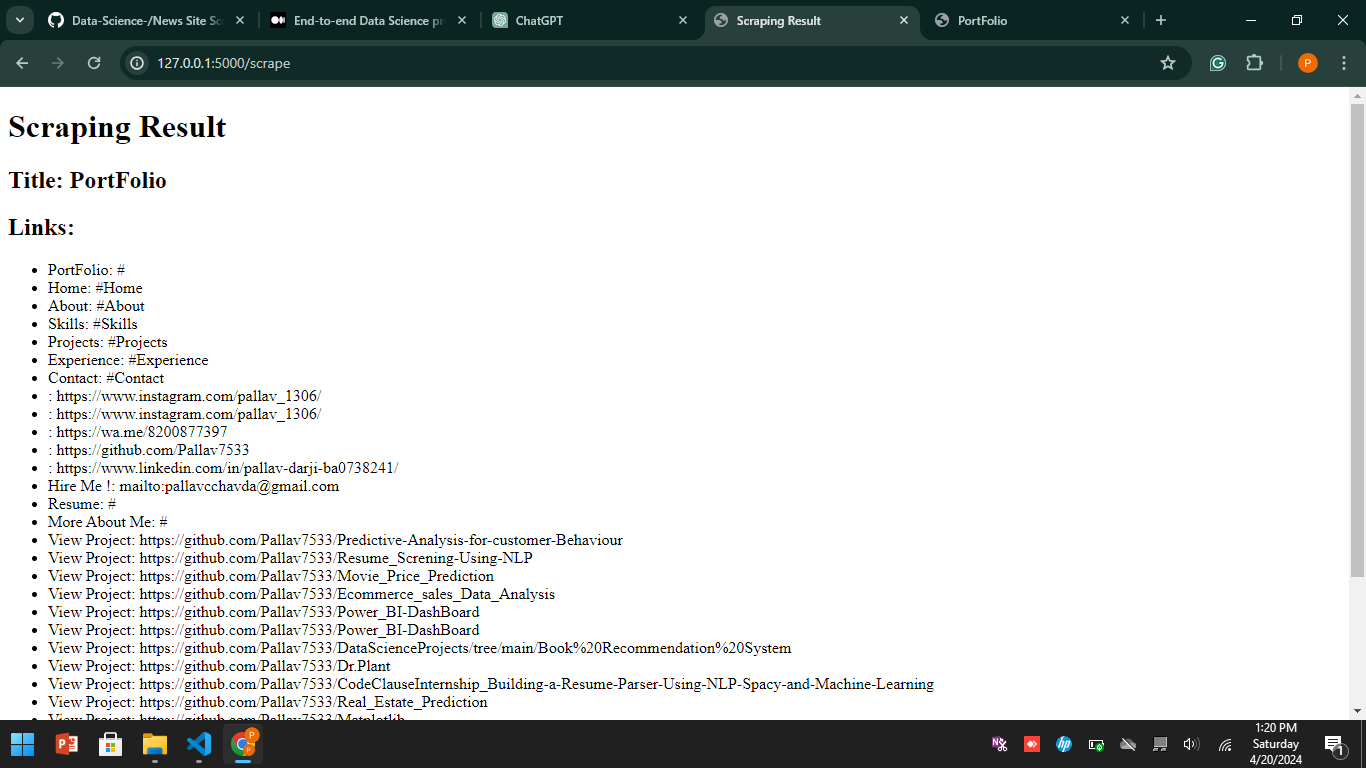 Data-Science-/News Site Sc
End-to-end Data Science pr
ChatGPT
Scraping Result
PortFolio
127.0.0.1:5000/scrape
P
Scraping Result
Title: PortFolio
Links:
PortFolio: #
Home: #Home
About: #About
Skills: #Skills
Projects: #Projects
Experience: #Experience
Contact: #Contact
: https://www.instagram.com/pallav_1306/
: https://www.instagram.com/pallav_1306/
: https://wa.me/8200877397
: https://github.com/Pallav7533
: https://www.linkedin.com/in/pallav-darji-ba0738241/
Hire Me !: mailto:pallavcchavda@gmail.com
Resume: #
More About Me: #
View Project: https://github.com/Pallav7533/Predictive-Analysis-for-customer-Behaviour
View Project: https://github.com/Pallav7533/Resume_Screning-Using-NLP
View Project: https://github.com/Pallav7533/Movie_Price_Prediction
View Project: https://github.com/Pallav7533/Ecommerce_sales_Data_Analysis
View Project: https://github.com/Pallav7533/Power_BI-DashBoard
View Project: https://github.com/Pallav7533/Power_BI-DashBoard
View Project: https://github.com/Pallav7533/DataScienceProjects/tree/main/Book%20Recommendation%20System
View Project: https://github.com/Pallav7533/Dr.Plant
View Project: https://github.com/Pallav7533/CodeClauseInternship_Building-a-Resume-Parser-Using-NLP-Spacy-and-Machine-Learning
View Project: https://github.com/Pallav7533/Real_Estate_Prediction
View Project: https://github.com/Pallav7533/Matplotlib
1:20 PM
Saturday
4/20/2024
1